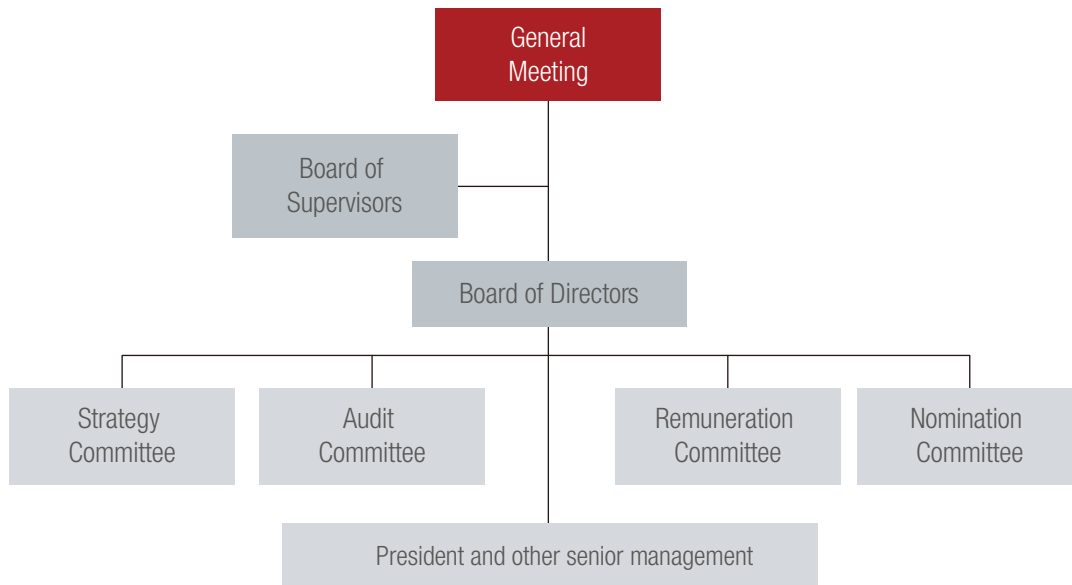 General
Meeting
Board of
Supervisors
Board of Directors
Strategy
Committee
Audit
Committee
Remuneration
Committee
Nomination
Committee
President and other senior management